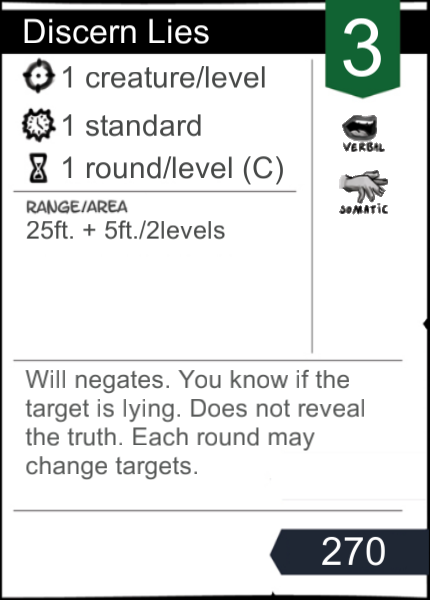 Discern Lies
3
1 creature/level
1 standard
1 round/level (C)
VERBAL
SOMATIC
RANGE/AREA
25ft. + 5ft./2levels
Will negates. You know if the
target is lying. Does not reveal
the truth. Each round may
change targets.
270